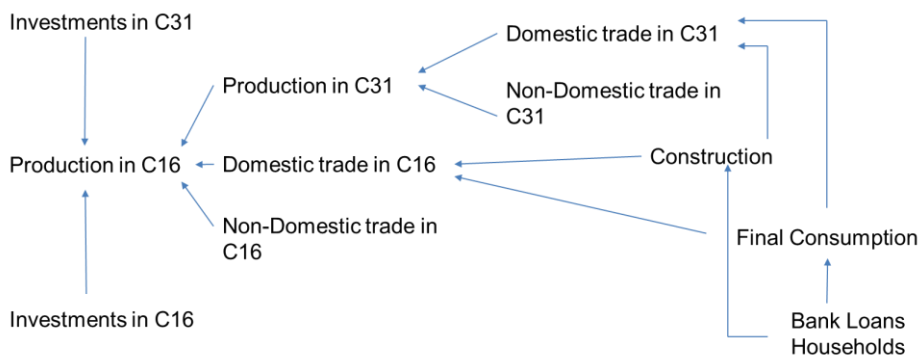 Investments in C31
Domestic trade in C31
Production in C31
Non-Domestic trade in
C31
Production in C16
Domestic trade in C16
Construction
Non-Domestic trade in
C16
Final Consumption
Investments in C16
Bank Loans
Households